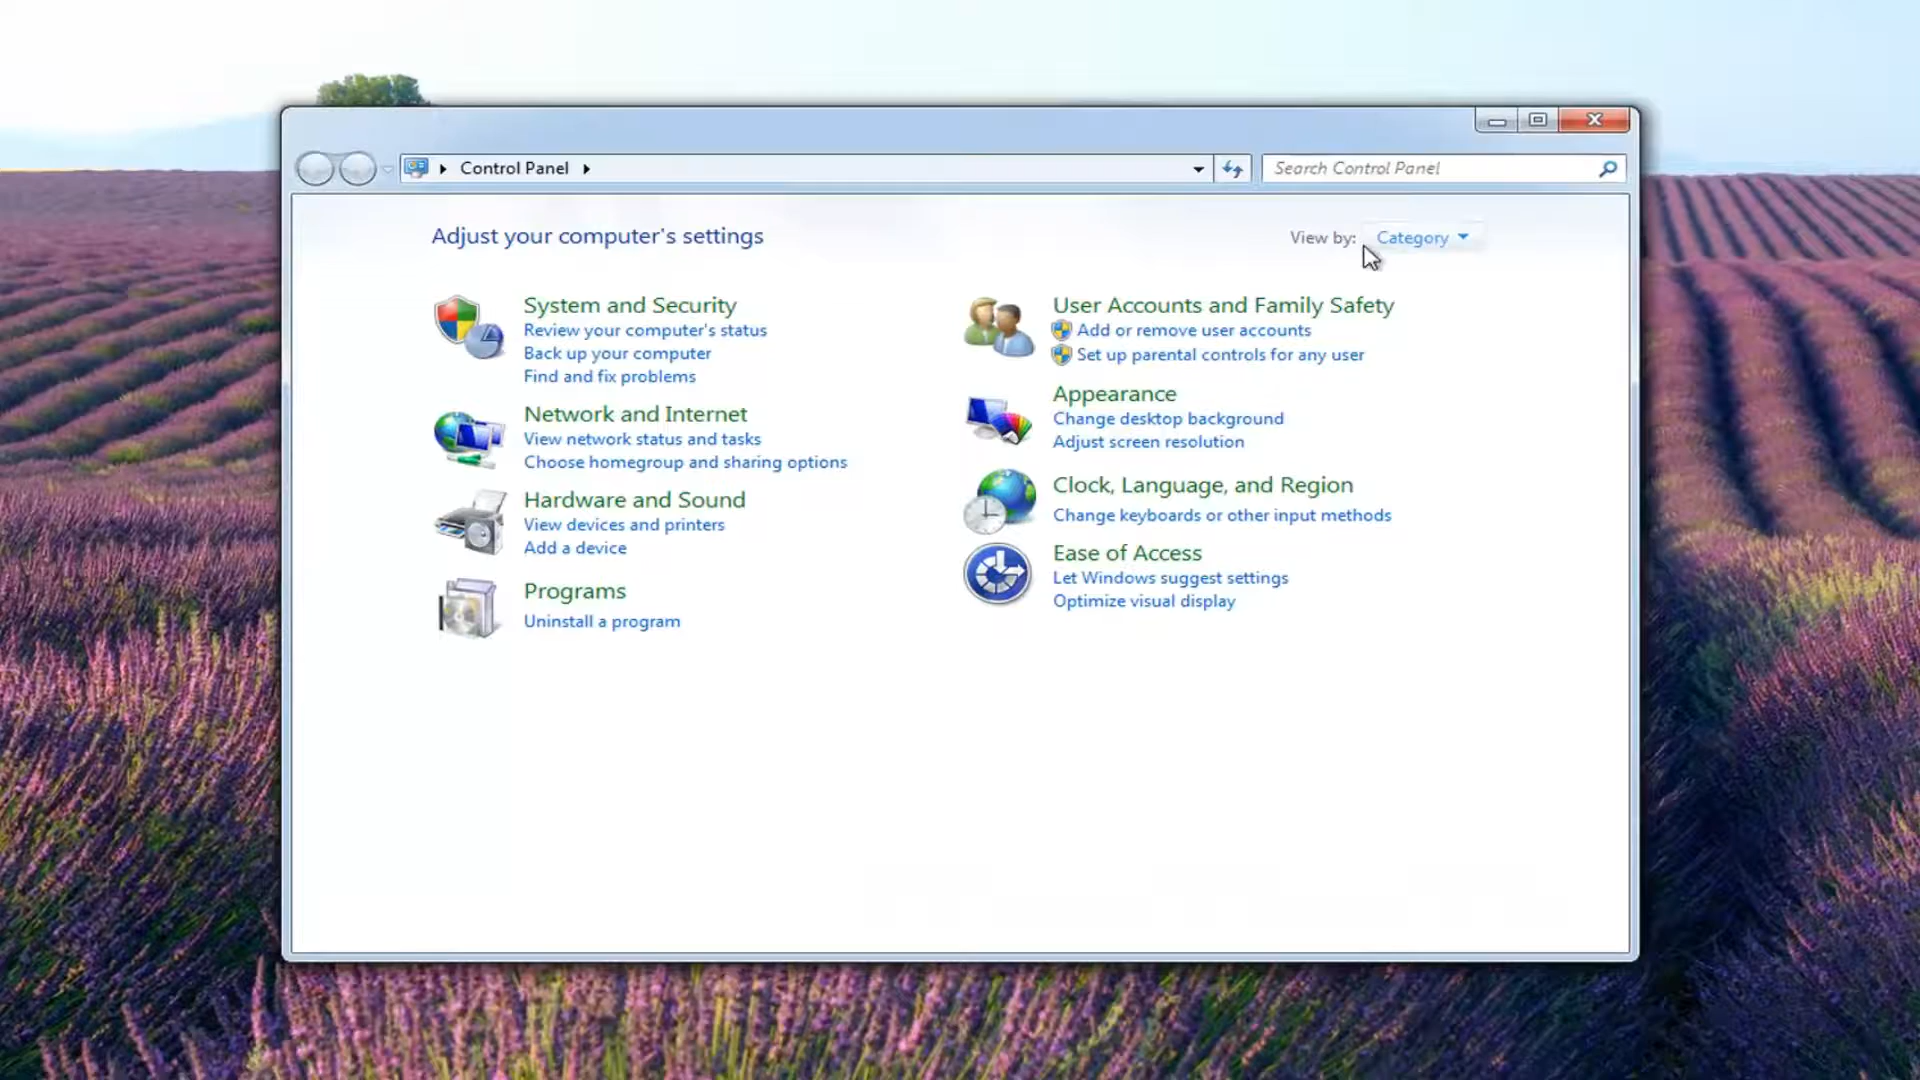 Control Panel
Search Control Panel
Adjust your computer's settings
View by: Category
System and Security
Review your computer's status
Back up your computer
Find and fix problems
Network and Internet
View network status and tasks
Choose homegroup and sharing options
Hardware and Sound
View devices and printers
Add a device
Programs
Uninstall a program
User Accounts and Family Safety
Add or remove user accounts
Set up parental controls for any user
Appearance
Change desktop background
Adjust screen resolution
Clock, Language, and Region
Change keyboards or other input methods
Ease of Access
Let Windows suggest settings
Optimize visual display